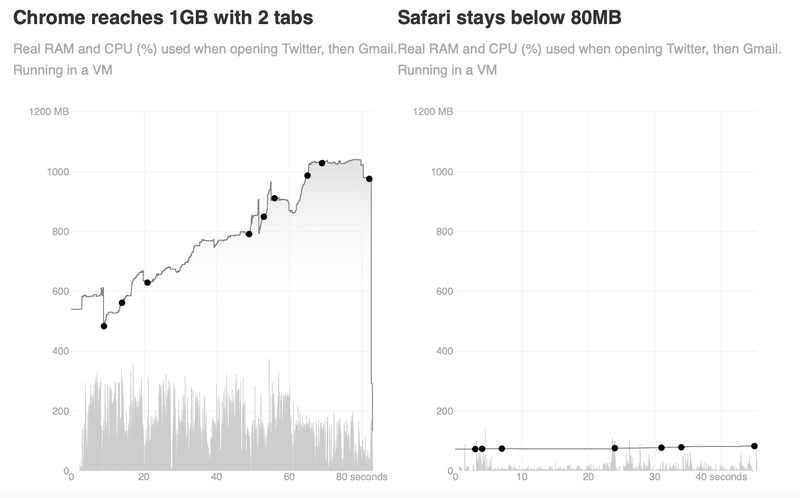 Chrome reaches 1GB with 2 tabs
Real RAM and CPU (%) used when opening Twitter, then Gmail.
Running in a VM
1200 MB
1000
800
600
400
200
0
0
20
40
60
80 seconds
Safari stays below 80MB
Real RAM and CPU (%) used when opening Twitter, then Gmail.
Running in a VM
1200 MB
1000
800
600
400
200
0
0
10
20
30
40 seconds